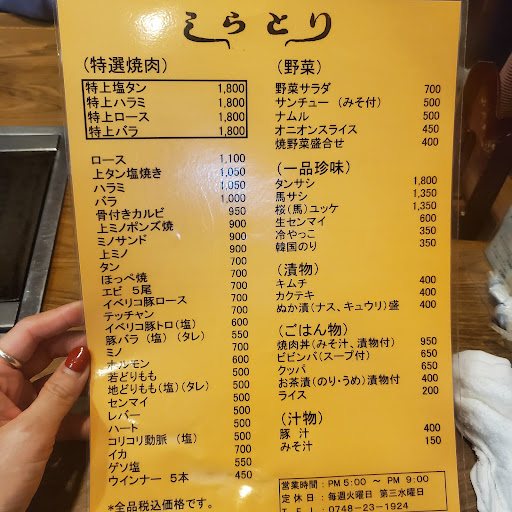 しらとり
(特選焼肉)
特上塩タン 1,800
特上ハラミ 1,800
特上ロース 1,800
特上バラ 1,800
ロース 1,100
上タン塩焼き 1,050
ハラミ 1,050
バラ 1,000
骨付きカルビ 950
上ミノポンズ焼 900
ミノサンド 900
上ミノ 900
タン 700
ほっぺ焼 700
エビ 5尾 700
イベリコ豚ロース 700
テッチャン 700
イベリコ豚トロ(塩) 600
豚バラ(塩)(タレ) 550
ミノ 700
ホルモン 600
若どりもも 500
地どりもも(塩)(タレ) 500
センマイ 500
レバー 500
ハート 500
コリコリ動脈 (塩) 500
イカ 700
ゲソ塩 550
ウインナー 5本 450
*全品税込価格です。
(野菜)
野菜サラダ 700
サンチュー (みそ付) 500
ナムル 500
オニオンスライス 450
焼野菜盛合せ 400
(一品珍味)
タンサシ 1,800
馬サシ 1,350
桜(馬)ユッケ 1,350
生センマイ 600
冷やっこ 350
韓国のり 350
(漬物)
キムチ 400
カクテキ 400
ぬか漬(ナス、キュウリ)盛 400
(ごはん物)
焼肉丼(みそ汁、漬物付) 950
ビビンバ(スープ付) 650
クッパ 650
お茶漬(のり・うめ)漬物付 400
ライス 200
(汁物)
豚 汁 400
みそ汁 150
営業時間:PM5:00 ~ PM 9:00
定休日:毎週火曜日 第三水曜日
TEL:0748-23-1924